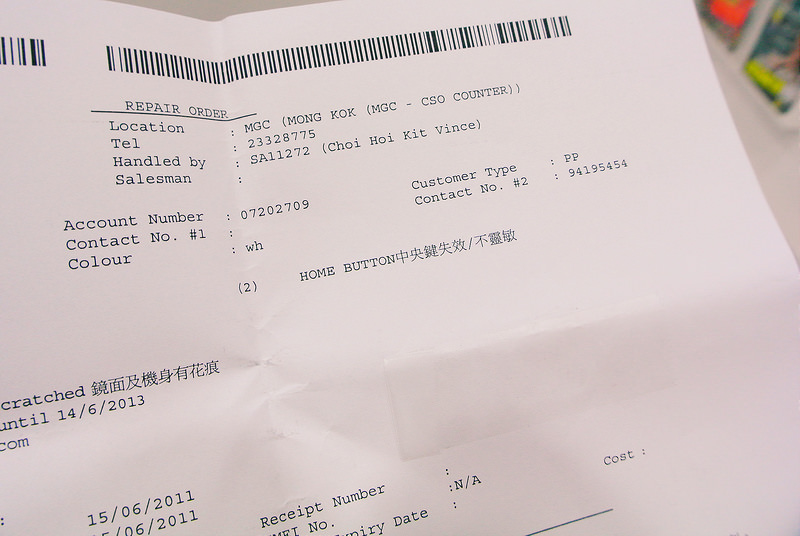 REPAIR ORDER
Location : MGC (MONG KOK (MGC - CSO COUNTER))
Tel : 23328775
Handled by : SA11272 (Choi Hoi Kit Vince)
Salesman :
Customer Type : PP
Contact No. #2 : 94195454
Account Number : 07202709
Contact No. #1 :
Colour : wh
(2) HOME BUTTON中央鍵失效/不靈敏
cratched 鏡面及機身有花痕
until 14/6/2013
com
: 15/06/2011
15/06/2011
Receipt Number :
IMEI No. :N/A
xpiry Date :
Cost :